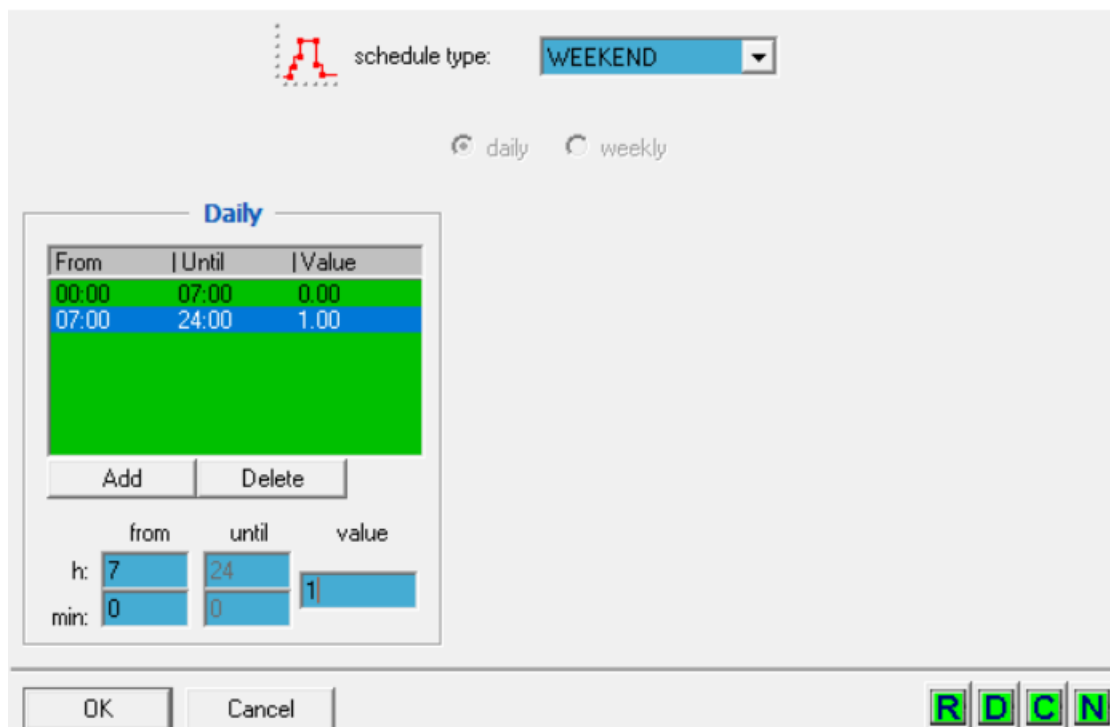 schedule type: WEEKEND
daily weekly
Daily
From | Until | Value
00:00 07:00 0.00
07:00 24:00 1.00
Add Delete
from until value
h: 7 24
1
min: 0 0
OK Cancel R D C N